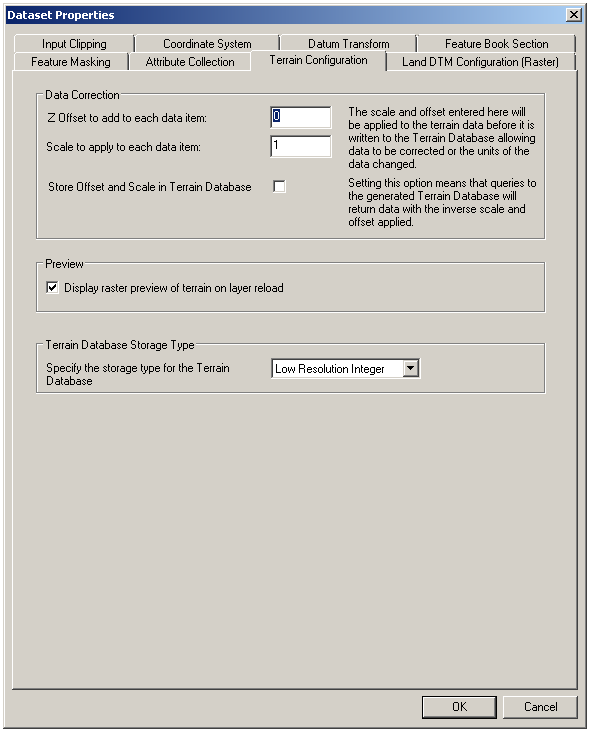 Dataset Properties
Input Clipping
Coordinate System
Datum Transform
Feature Book Section
Feature Masking
Attribute Collection
Terrain Configuration
Land DTM Configuration (Raster)
Data Correction
Z Offset to add to each data item:
0
Scale to apply to each data item:
1
The scale and offset entered here will
be applied to the terrain data before it is
written to the Terrain Database allowing
data to be corrected or the units of the
data changed.
Store Offset and Scale in Terrain Database
Setting this option means that queries to
the generated Terrain Database will
return data with the inverse scale and
offset applied.
Preview
Display raster preview of terrain on layer reload
Terrain Database Storage Type
Specify the storage type for the Terrain
Database
Low Resolution Integer
OK
Cancel